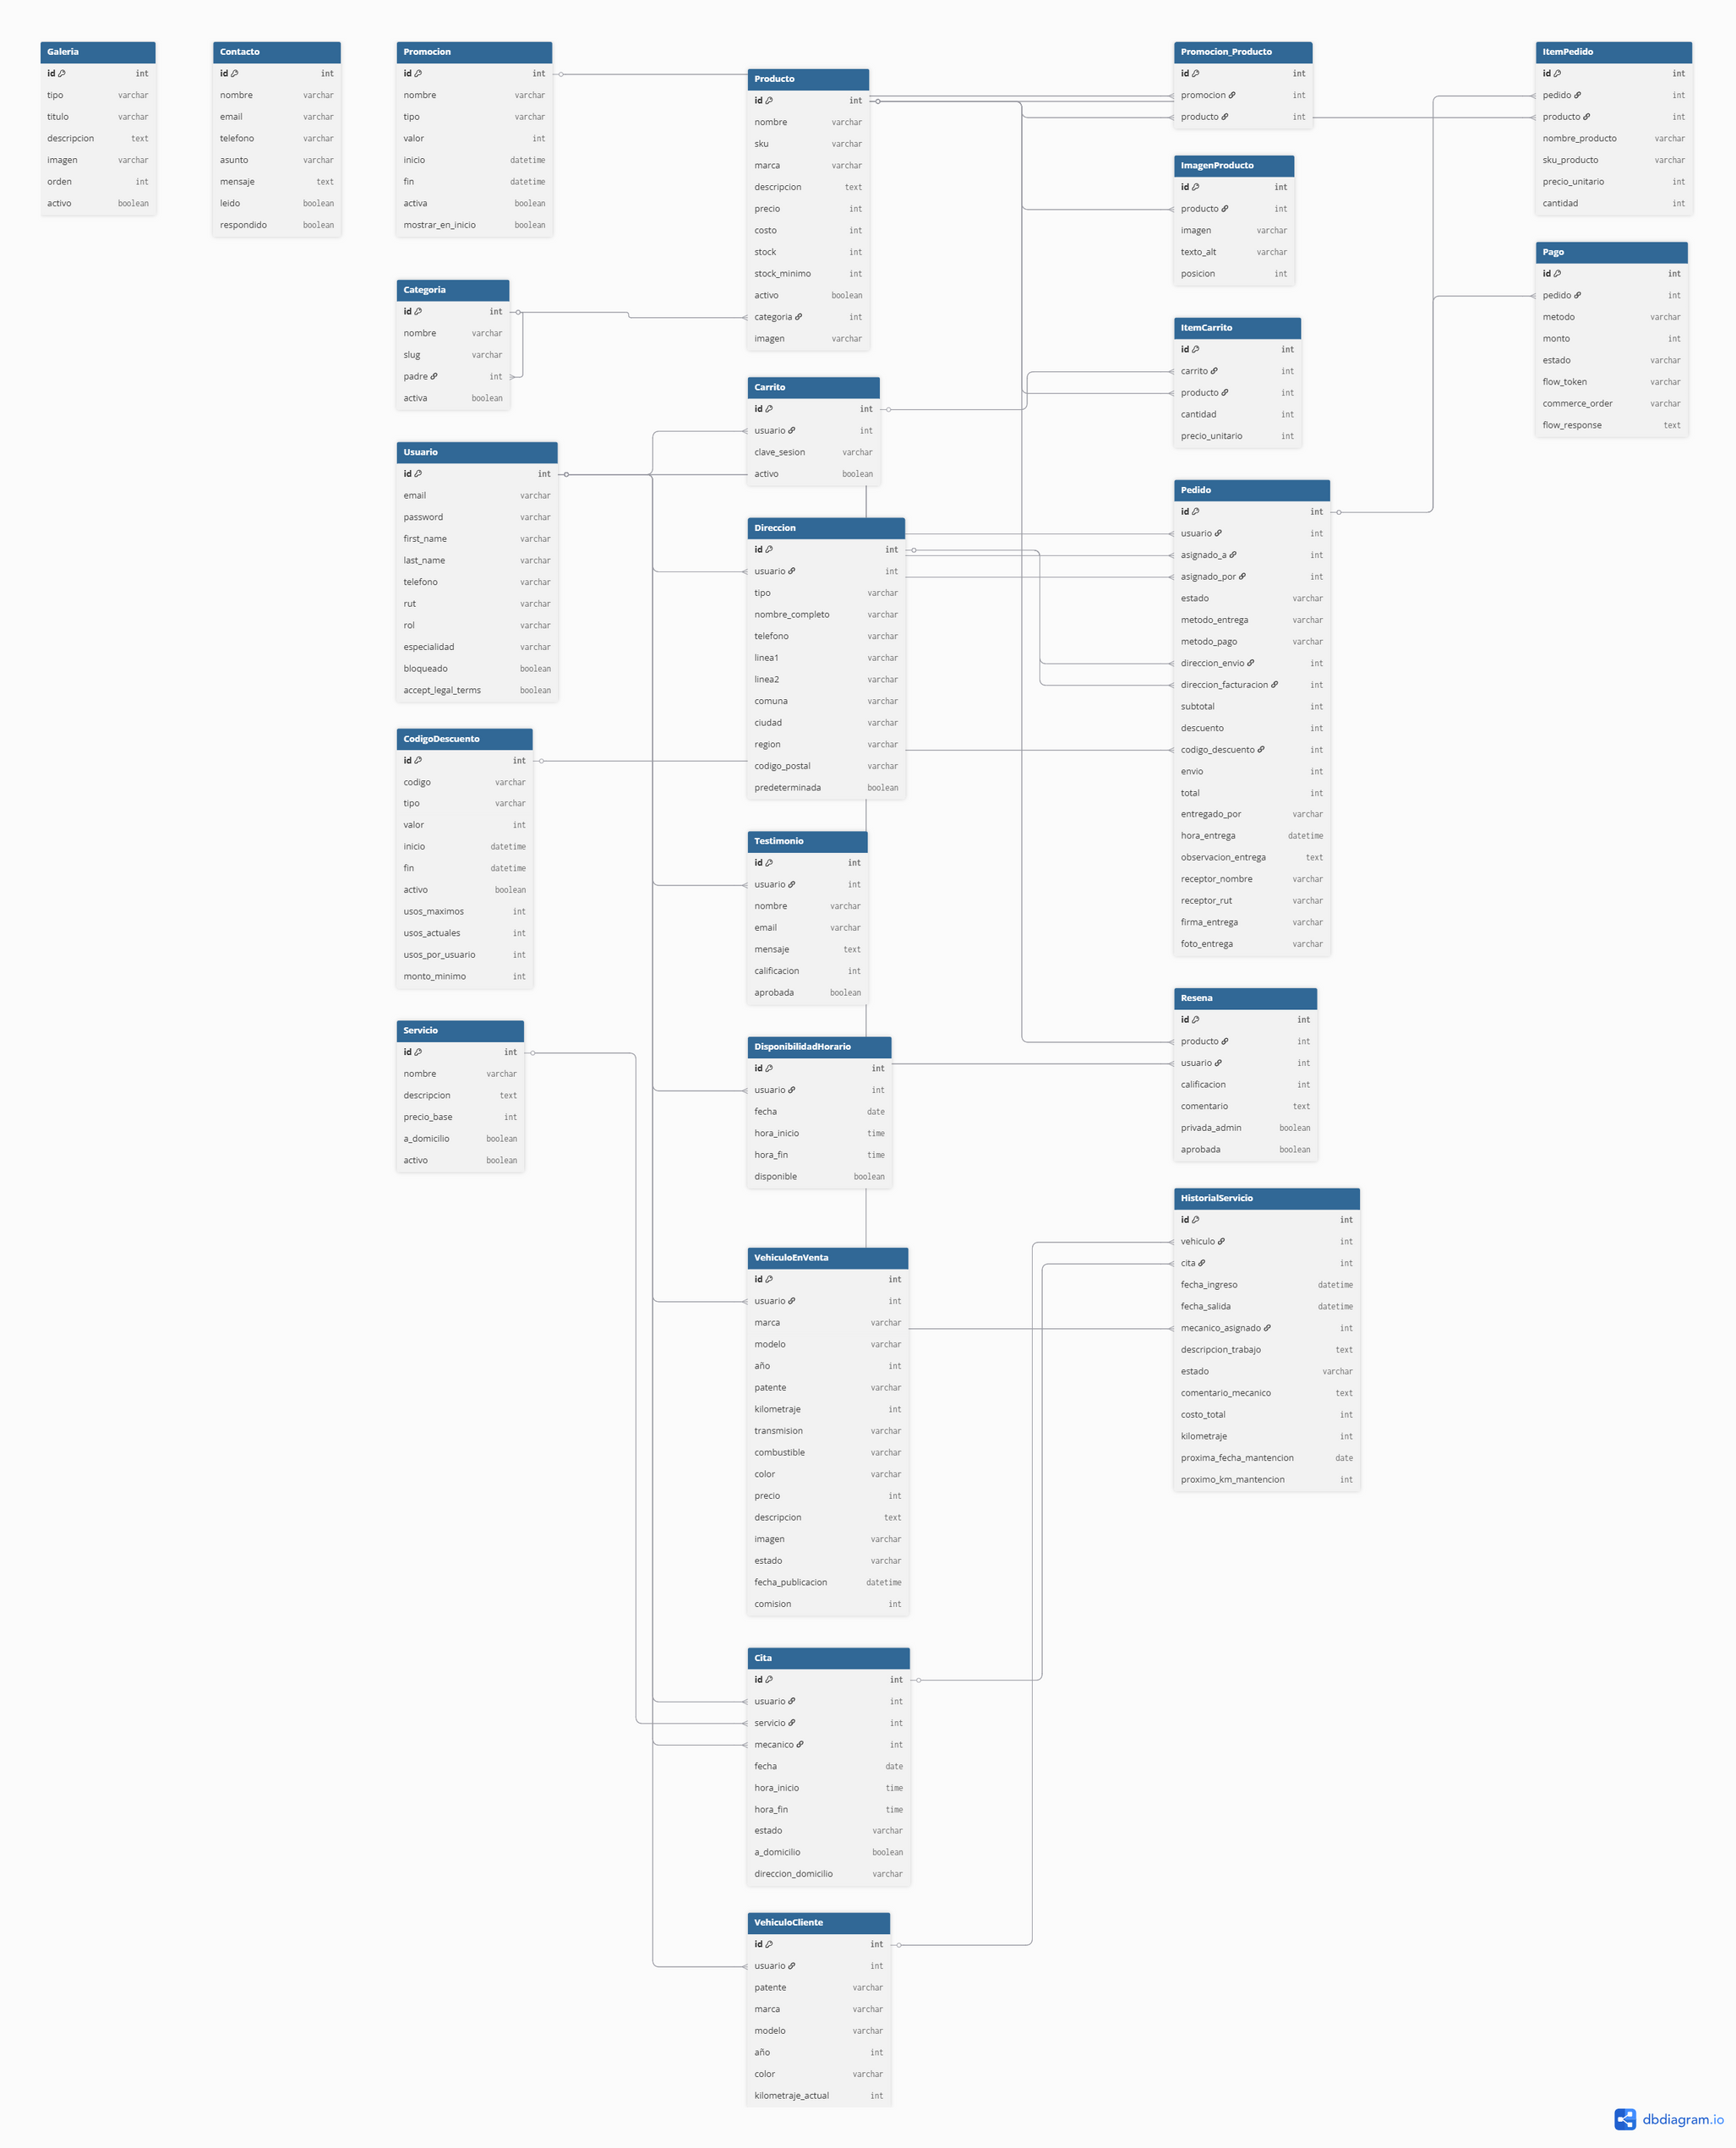 Galeria
id int
tipo varchar
titulo varchar
descripcion text
imagen varchar
orden int
activo boolean
Contacto
id int
nombre varchar
email varchar
telefono varchar
asunto varchar
mensaje text
leido boolean
respondido boolean
Promocion
id int
nombre varchar
tipo varchar
valor int
inicio datetime
fin datetime
activa boolean
mostrar_en_inicio boolean
Categoria
id int
nombre varchar
slug varchar
padre int
activa boolean
Usuario
id int
email varchar
password varchar
first_name varchar
last_name varchar
telefono varchar
rut varchar
rol varchar
especialidad varchar
bloqueado boolean
accept_legal_terms boolean
CodigoDescuento
id int
codigo varchar
tipo varchar
valor int
inicio datetime
fin datetime
activo boolean
usos_maximos int
usos_actuales int
usos_por_usuario int
monto_minimo int
Servicio
id int
nombre varchar
descripcion text
precio_base int
a_domicilio boolean
activo boolean
Producto
id int
nombre varchar
sku varchar
marca varchar
descripcion text
precio int
costo int
stock int
stock_minimo int
activo boolean
categoria int
imagen varchar
Carrito
id int
usuario int
clave_sesion varchar
activo boolean
Direccion
id int
usuario int
tipo varchar
nombre_completo varchar
telefono varchar
linea1 varchar
linea2 varchar
comuna varchar
ciudad varchar
region varchar
codigo_postal varchar
predeterminada boolean
Testimonio
id int
usuario int
nombre varchar
email varchar
mensaje text
calificacion int
aprobada boolean
DisponibilidadHorario
id int
usuario int
fecha date
hora_inicio time
hora_fin time
disponible boolean
VehiculoEnVenta
id int
usuario int
marca varchar
modelo varchar
año int
patente varchar
kilometraje int
transmision varchar
combustible varchar
color varchar
precio int
descripcion text
imagen varchar
estado varchar
fecha_publicacion datetime
comision int
Cita
id int
usuario int
servicio int
mecanico int
fecha date
hora_inicio time
hora_fin time
estado varchar
a_domicilio boolean
direccion_domicilio varchar
VehiculoCliente
id int
usuario int
patente varchar
marca varchar
modelo varchar
año int
color varchar
kilometraje_actual int
Promocion_Producto
id int
promocion int
producto int
ImagenProducto
id int
producto int
imagen varchar
texto_alt varchar
posicion int
ItemCarrito
id int
carrito int
producto int
cantidad int
precio_unitario int
Pedido
id int
usuario int
asignado_a int
asignado_por int
estado varchar
metodo_entrega varchar
metodo_pago varchar
direccion_envio int
direccion_facturacion int
subtotal int
descuento int
codigo_descuento int
envio int
total int
entregado_por varchar
hora_entrega datetime
observacion_entrega text
receptor_nombre varchar
receptor_rut varchar
firma_entrega varchar
foto_entrega varchar
Resena
id int
producto int
usuario int
calificacion int
comentario text
privada_admin boolean
aprobada boolean
HistorialServicio
id int
vehiculo int
cita int
fecha_ingreso datetime
fecha_salida datetime
mecanico_asignado int
descripcion_trabajo text
estado varchar
comentario_mecanico text
costo_total int
kilometraje int
proxima_fecha_mantencion date
proximo_km_mantencion int
ItemPedido
id int
pedido int
producto int
nombre_producto varchar
sku_producto varchar
precio_unitario int
cantidad int
Pago
id int
pedido int
metodo varchar
monto int
estado varchar
flow_token varchar
commerce_order varchar
flow_response text
dbdiagram.io